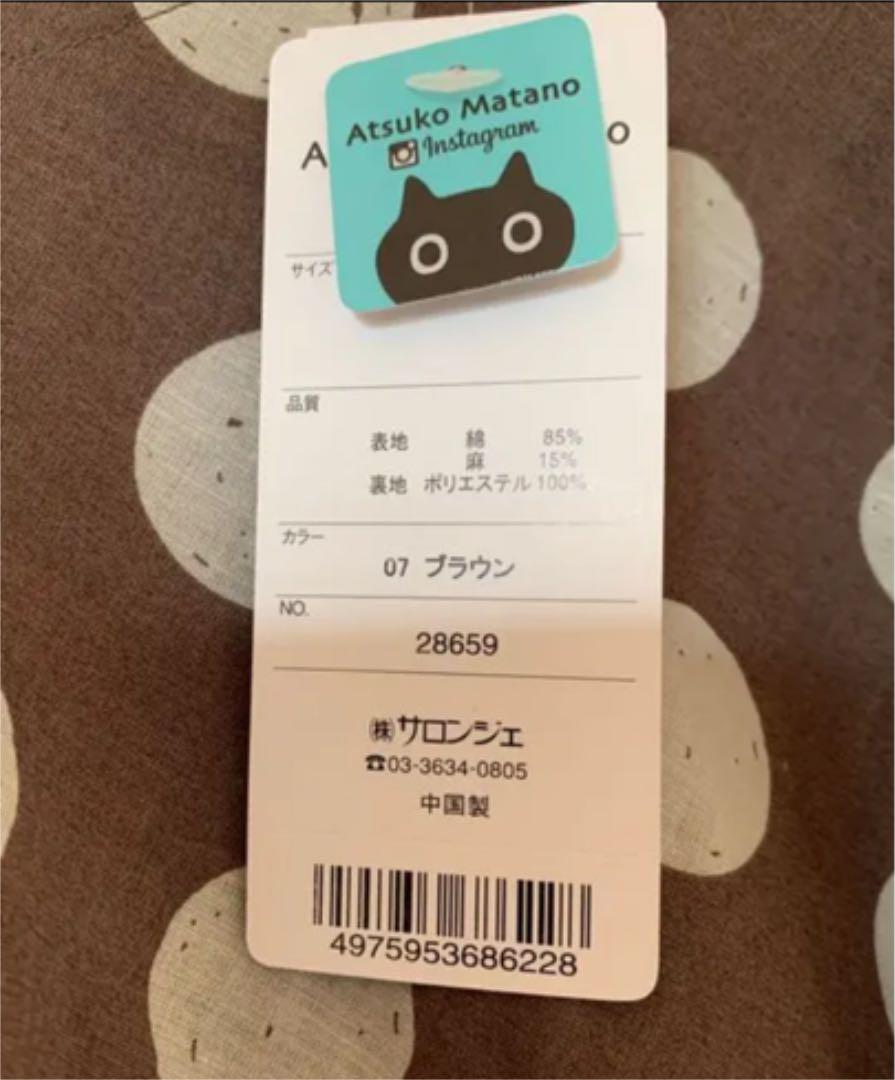 Atsuko Matano
Instagram
A
o
サイズ
品質
表地 綿 85%
麻 15%
裏地 ポリエステル 100%
カラー
07 ブラウン
NO.
28659
㈱サロンジェ
☎03-3634-0805
中国製
4975953686228